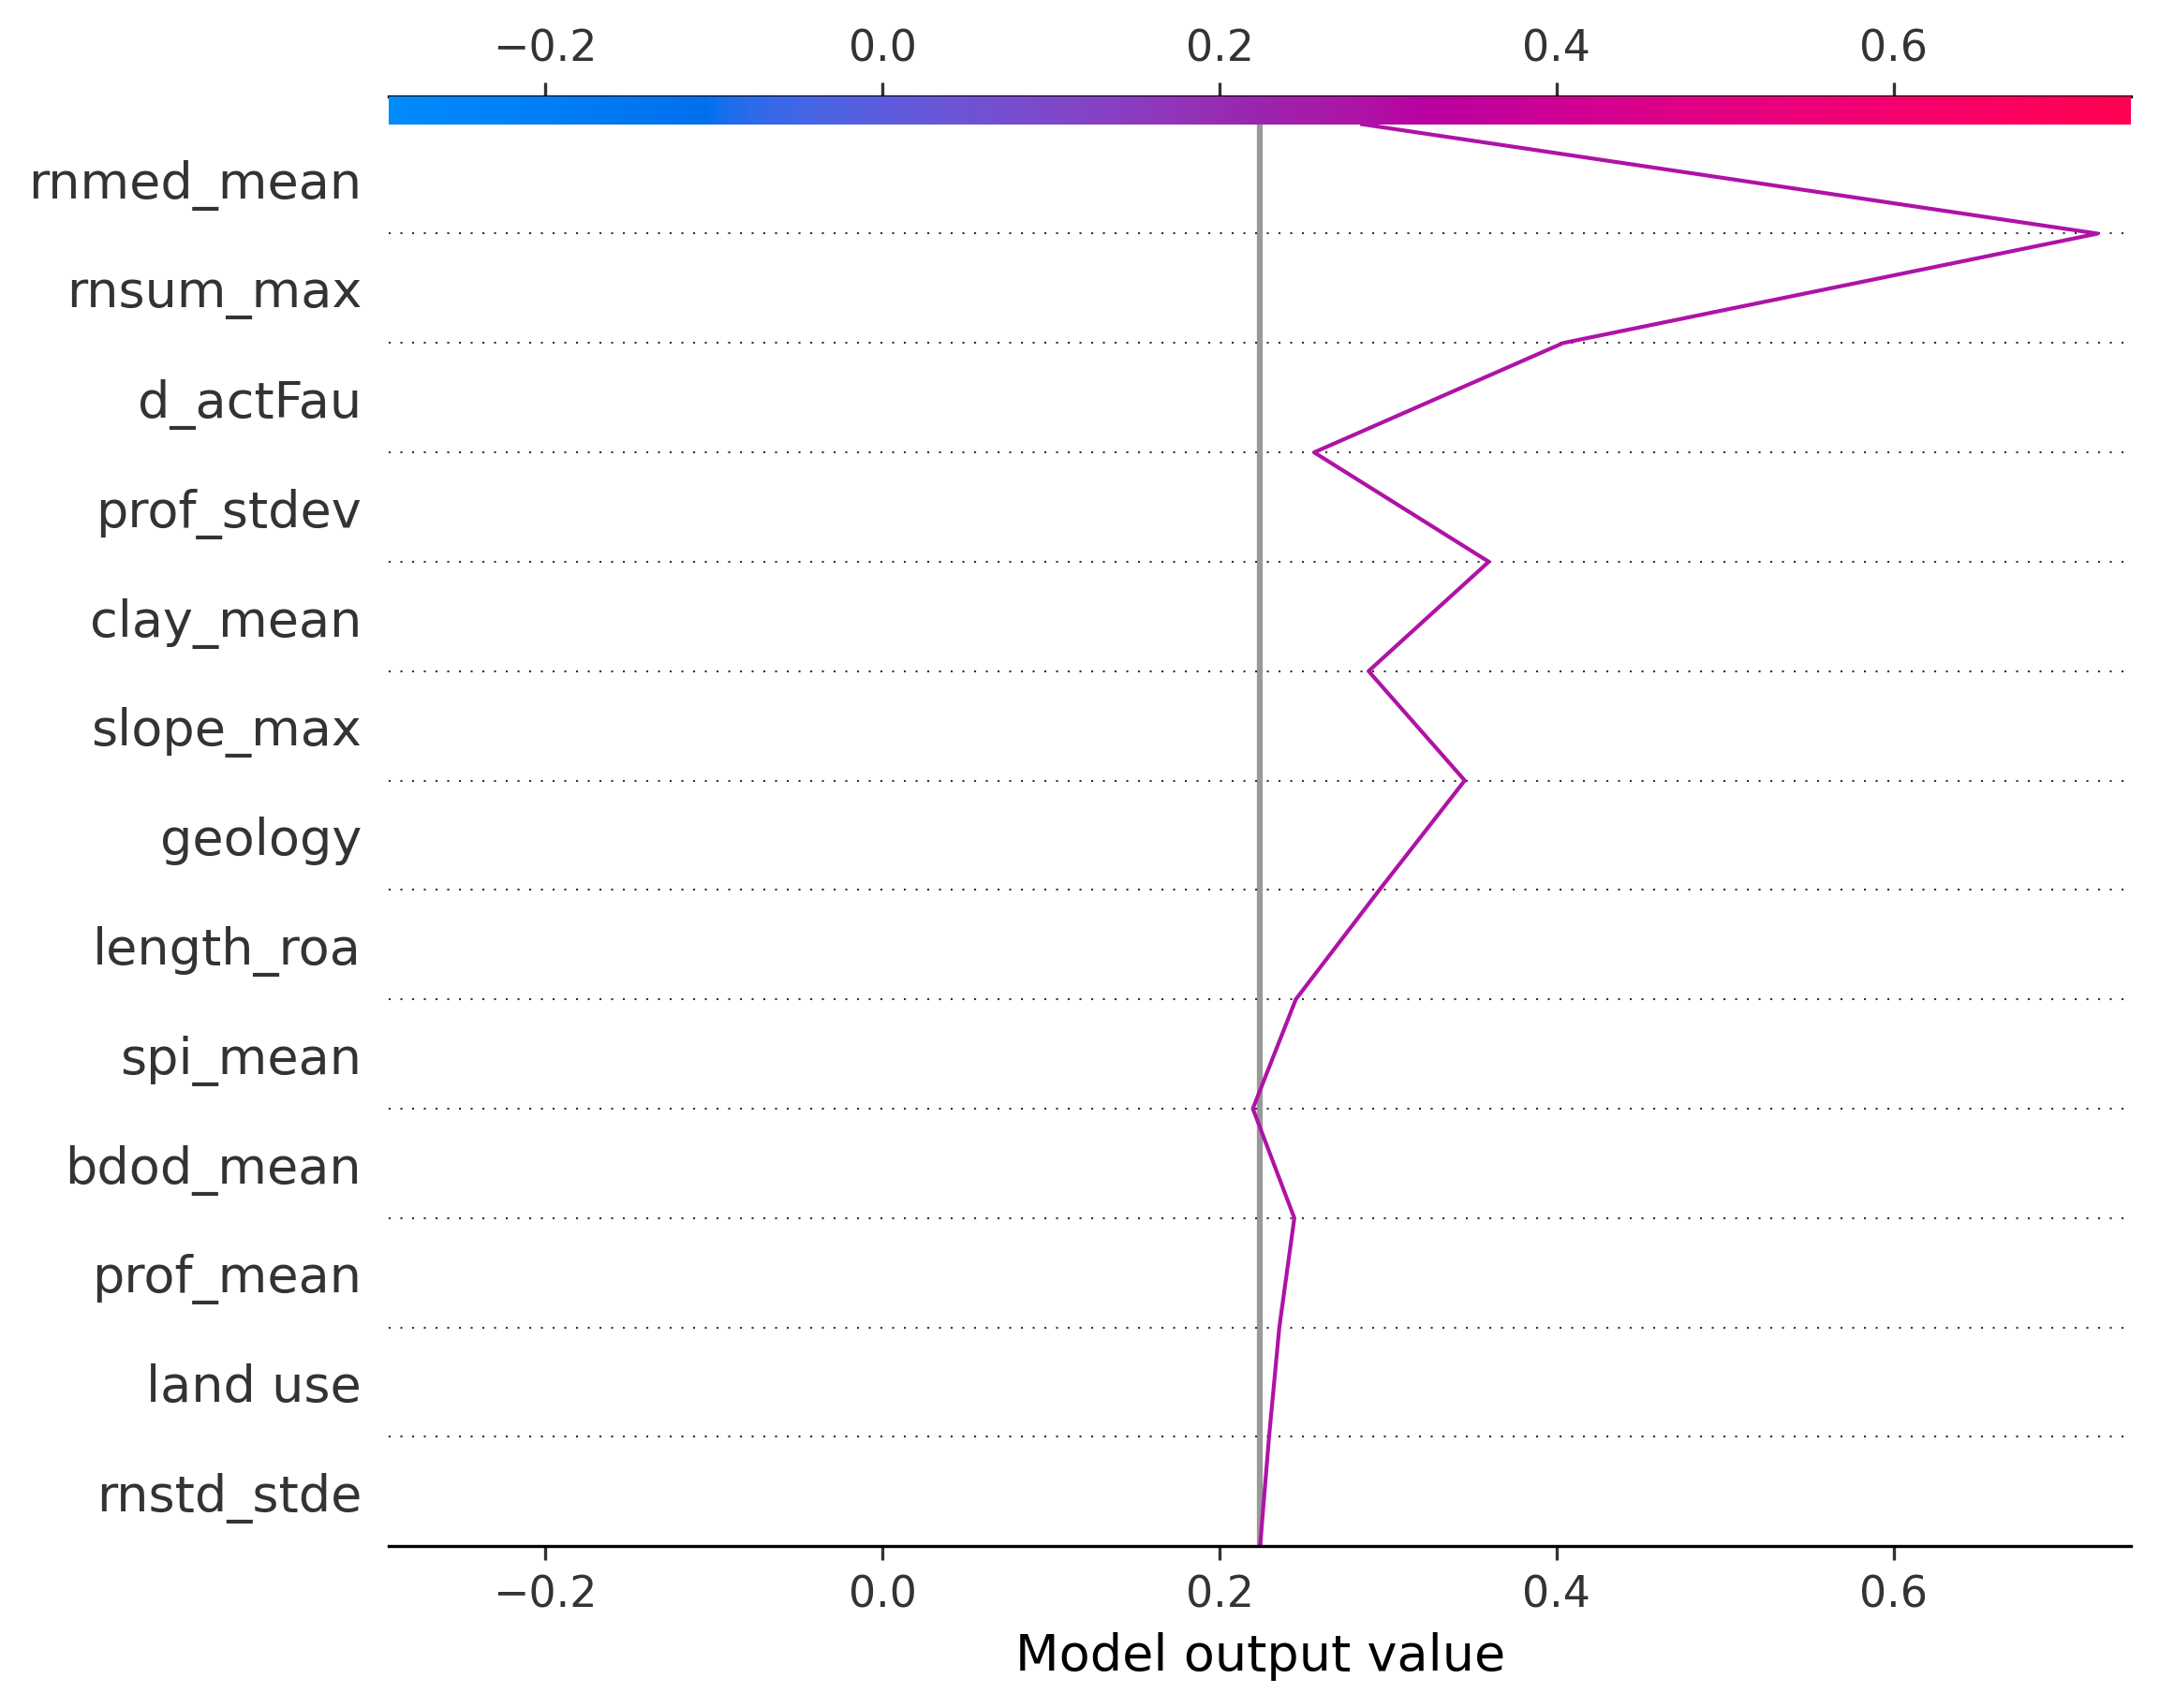 −0.2 0.0 0.2 0.4 0.6
rnmed_mean
rnsum_max
d_actFau
prof_stdev
clay_mean
slope_max
geology
length_roa
spi_mean
bdod_mean
prof_mean
land use
rnstd_stde
−0.2 0.0 0.2 0.4 0.6
Model output value